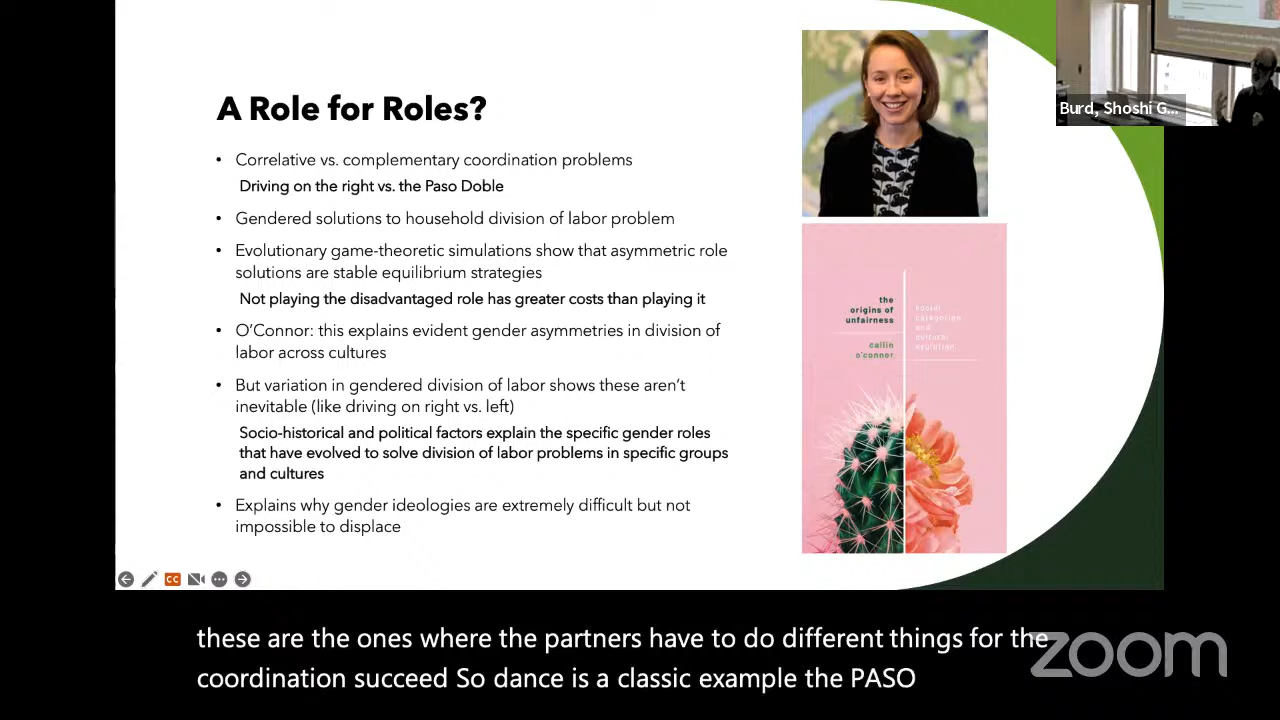 A Role for Roles?
• Correlative vs. complementary coordination problems
Driving on the right vs. the Paso Doble
• Gendered solutions to household division of labor problem
• Evolutionary game-theoretic simulations show that asymmetric role
solutions are stable equilibrium strategies
Not playing the disadvantaged role has greater costs than playing it
• O’Connor: this explains evident gender asymmetries in division of
labor across cultures
• But variation in gendered division of labor shows these aren’t
inevitable (like driving on right vs. left)
Socio-historical and political factors explain the specific gender roles
that have evolved to solve division of labor problems in specific groups
and cultures
• Explains why gender ideologies are extremely difficult but not
impossible to displace
the
origins of
unfairness
cailin
o'connor
social
categories
and
cultural
evolution
Burd, Shoshi G...
CC
these are the ones where the partners have to do different things for the
coordination succeed So dance is a classic example the PASO
zoom